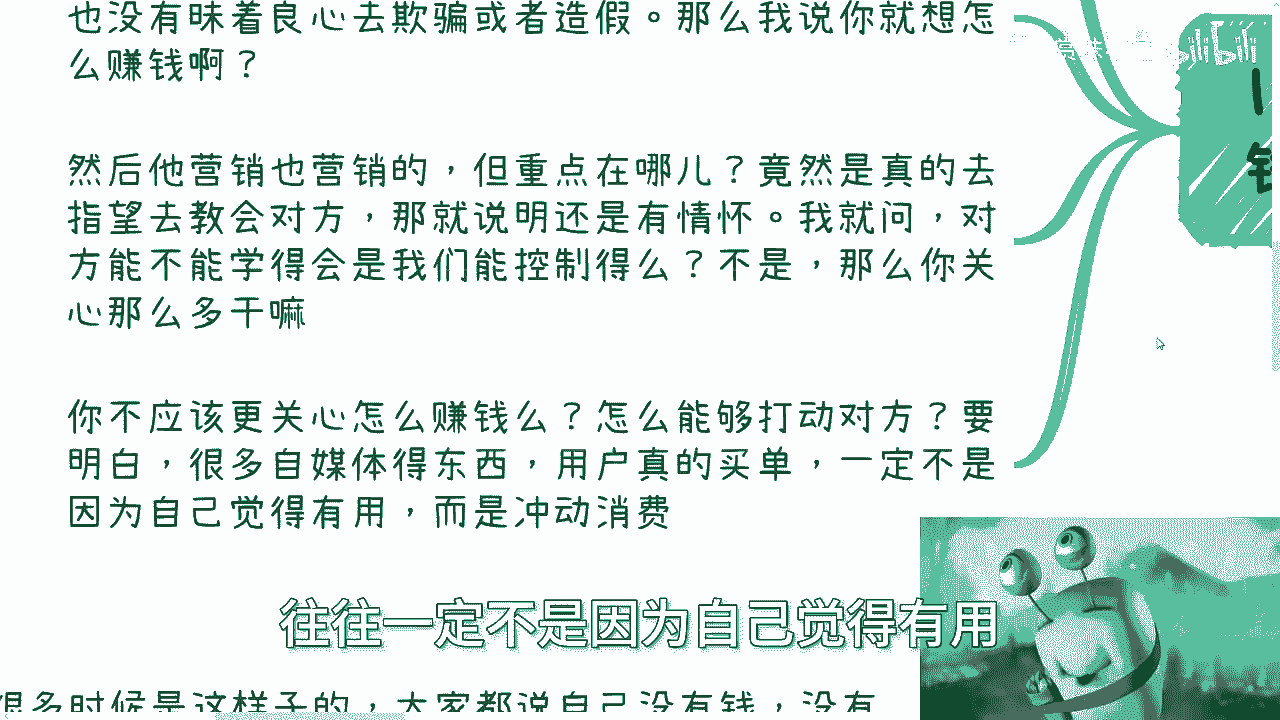 也没有昧着良心去欺骗或者造假。那么我说你就想怎
么赚钱啊？
然后他营销也营销的，但重点在哪儿？竟然是真的去
指望去教会对方，那就说明还是有情怀。我就问，对
方能不能学得会是我们能控制得么？不是，那么你关
心那么多干嘛
你不应该更关心怎么赚钱么？怎么能够打动对方？要
明白，很多自媒体得东西，用户真的买单，一定不是
因为自己觉得有用，而是冲动消费
往往一定不是因为自己觉得有用
很多时候是这样子的，大家都说自己没有钱，没有
bilibili
钱